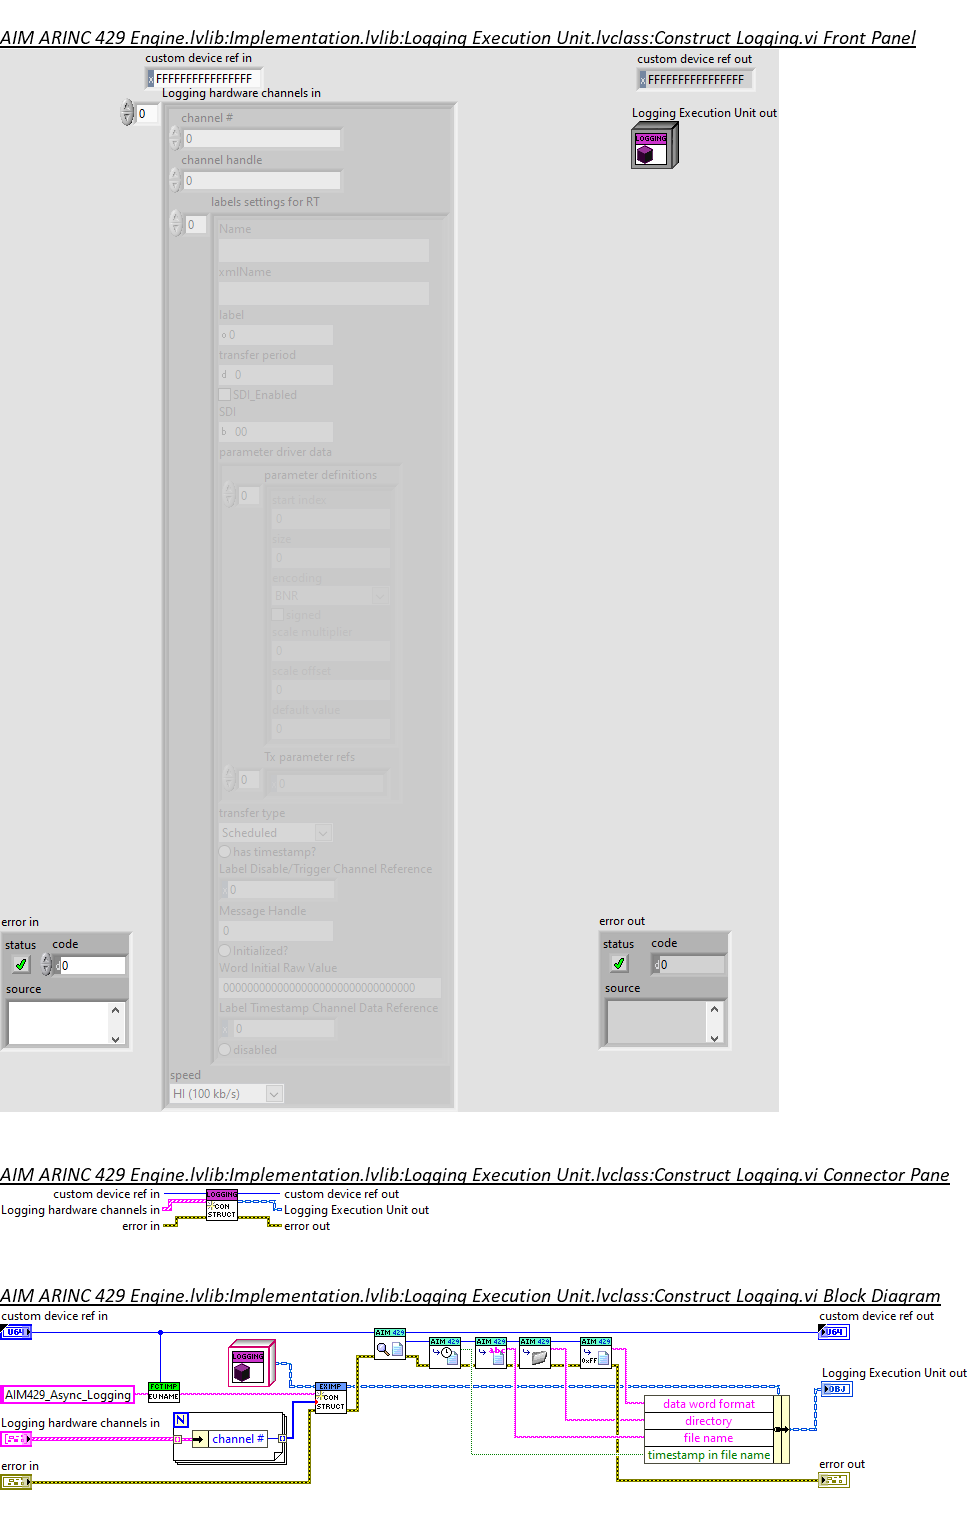 AIM ARINC 429 Engine.lvlib:Implementation.lvlib:Logging Execution Unit.lvclass:Construct Logging.vi Front Panel
custom device ref in
custom device ref out
x FFFFFFFFFFFFFFFF
x FFFFFFFFFFFFFFFF
Logging hardware channels in
0
Logging Execution Unit out
LOGGING
channel #
0
channel handle
0
labels settings for RT
0
Name
xmlName
label
o 0
transfer period
d 0
SDI_Enabled
SDI
b 00
parameter driver data
parameter definitions
0
start index
0
size
0
encoding
BNR
signed
scale multiplier
0
scale offset
0
default value
0
Tx parameter refs
0
0
transfer type
Scheduled
has timestamp?
Label Disable/Trigger Channel Reference
0
Message Handle
0
Initialized?
Word Initial Raw Value
00000000000000000000000000000000
Label Timestamp Channel Data Reference
0
disabled
speed
HI (100 kb/s)
error in
status code
d 0
source
error out
status code
d 0
source
AIM ARINC 429 Engine.lvlib:Implementation.lvlib:Logging Execution Unit.lvclass:Construct Logging.vi Connector Pane
custom device ref in
LOGGING
custom device ref out
Logging hardware channels in
CON
STRUCT
Logging Execution Unit out
error in
error out
AIM ARINC 429 Engine.lvlib:Implementation.lvlib:Logging Execution Unit.lvclass:Construct Logging.vi Block Diagram
custom device ref in
custom device ref out
U64
AIM 429
U64
AIM 429
AIM 429
abc
AIM 429
AIM 429
0xFF
LOGGING
Logging Execution Unit out
OBJ
AIM429_Async_Logging
FCT IMP
EU NAME
EX IMP
CON
STRUCT
data word format
directory
file name
timestamp in file name
Logging hardware channels in
N
channel #
error in
error out